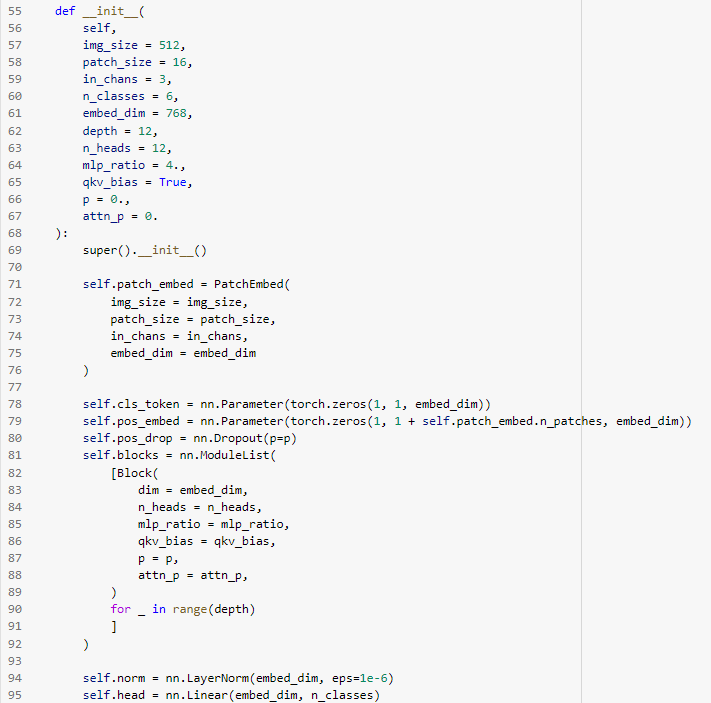 55 def __init__(
56 self,
57 img_size = 512,
58 patch_size = 16,
59 in_chans = 3,
60 n_classes = 6,
61 embed_dim = 768,
62 depth = 12,
63 n_heads = 12,
64 mlp_ratio = 4.,
65 qkv_bias = True,
66 p = 0.,
67 attn_p = 0.
68 ):
69 super().__init__()
70
71 self.patch_embed = PatchEmbed(
72 img_size = img_size,
73 patch_size = patch_size,
74 in_chans = in_chans,
75 embed_dim = embed_dim
76 )
77
78 self.cls_token = nn.Parameter(torch.zeros(1, 1, embed_dim))
79 self.pos_embed = nn.Parameter(torch.zeros(1, 1 + self.patch_embed.n_patches, embed_dim))
80 self.pos_drop = nn.Dropout(p=p)
81 self.blocks = nn.ModuleList(
82 [Block(
83 dim = embed_dim,
84 n_heads = n_heads,
85 mlp_ratio = mlp_ratio,
86 qkv_bias = qkv_bias,
87 p = p,
88 attn_p = attn_p,
89 )
90 for _ in range(depth)
91 ]
92 )
93
94 self.norm = nn.LayerNorm(embed_dim, eps=1e-6)
95 self.head = nn.Linear(embed_dim, n_classes)